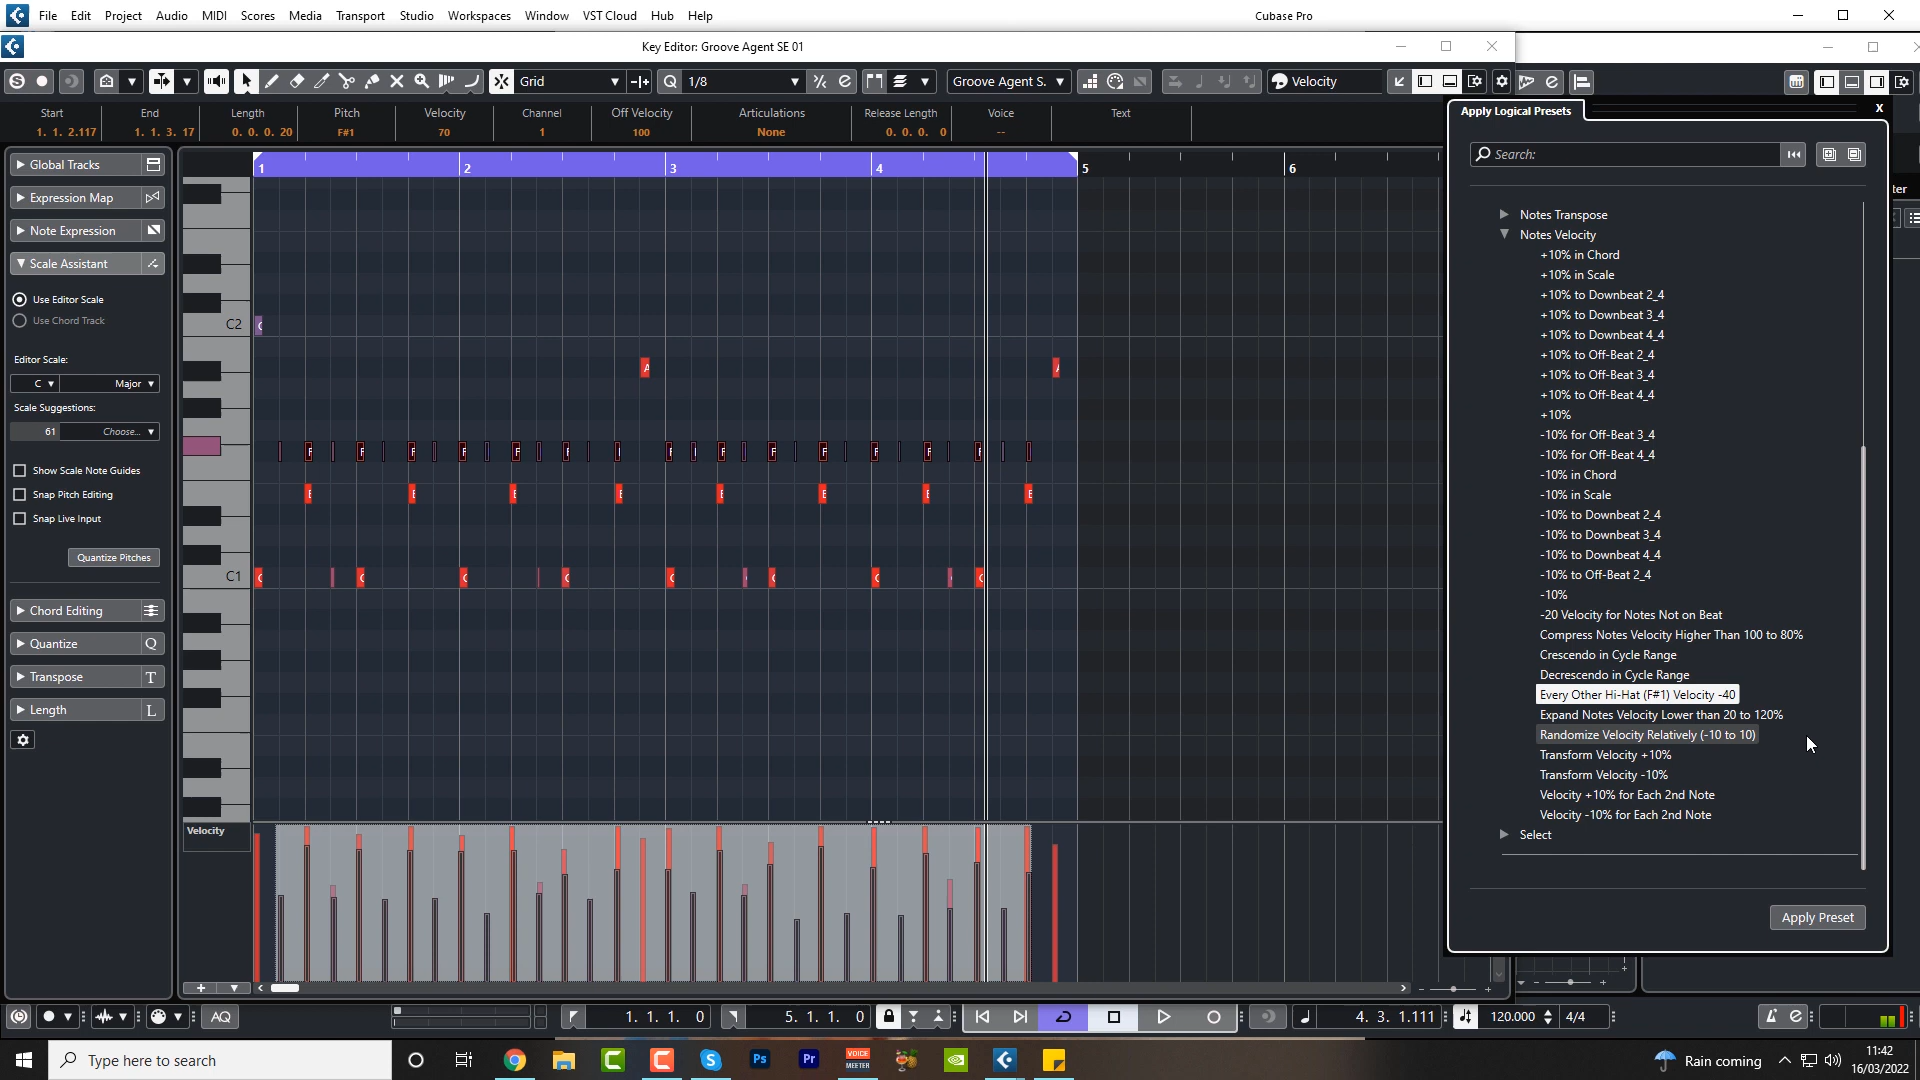 File Edit Project Audio MIDI Scores Media Transport Studio Workspaces Window VST Cloud Hub Help
Cubase Pro
Key Editor: Groove Agent SE 01
Grid
Q 1/8
Groove Agent S.
Velocity
Start End Length Pitch Velocity Channel Off Velocity Articulations Release Length Voice Text
1. 1. 2.117 1. 1. 3. 17 0. 0. 0. 20 F#1 70 1 100 None 0. 0. 0. 0 --
Global Tracks
Expression Map
Note Expression
Scale Assistant
Use Editor Scale
Use Chord Track
Editor Scale:
C Major
Scale Suggestions:
61 Choose...
Show Scale Note Guides
Snap Pitch Editing
Snap Live Input
Quantize Pitches
Chord Editing
Quantize Q
Transpose T
Length L
1 2 3 4 5 6
C2
C1
Velocity
Apply Logical Presets
x
Search:
ter
Notes Transpose
Notes Velocity
+10% in Chord
+10% in Scale
+10% to Downbeat 2_4
+10% to Downbeat 3_4
+10% to Downbeat 4_4
+10% to Off-Beat 2_4
+10% to Off-Beat 3_4
+10% to Off-Beat 4_4
+10%
-10% for Off-Beat 3_4
-10% for Off-Beat 4_4
-10% in Chord
-10% in Scale
-10% to Downbeat 2_4
-10% to Downbeat 3_4
-10% to Downbeat 4_4
-10% to Off-Beat 2_4
-10%
-20 Velocity for Notes Not on Beat
Compress Notes Velocity Higher Than 100 to 80%
Crescendo in Cycle Range
Decrescendo in Cycle Range
Every Other Hi-Hat (F#1) Velocity -40
Expand Notes Velocity Lower than 20 to 120%
Randomize Velocity Relatively (-10 to 10)
Transform Velocity +10%
Transform Velocity -10%
Velocity +10% for Each 2nd Note
Velocity -10% for Each 2nd Note
Select
Apply Preset
AQ
1. 1. 1. 0
5. 1. 1. 0
4. 3. 1.111
120.000
4/4
Type here to search
Ps
Pr
VOICE MEETER
Rain coming
11:42
16/03/2022